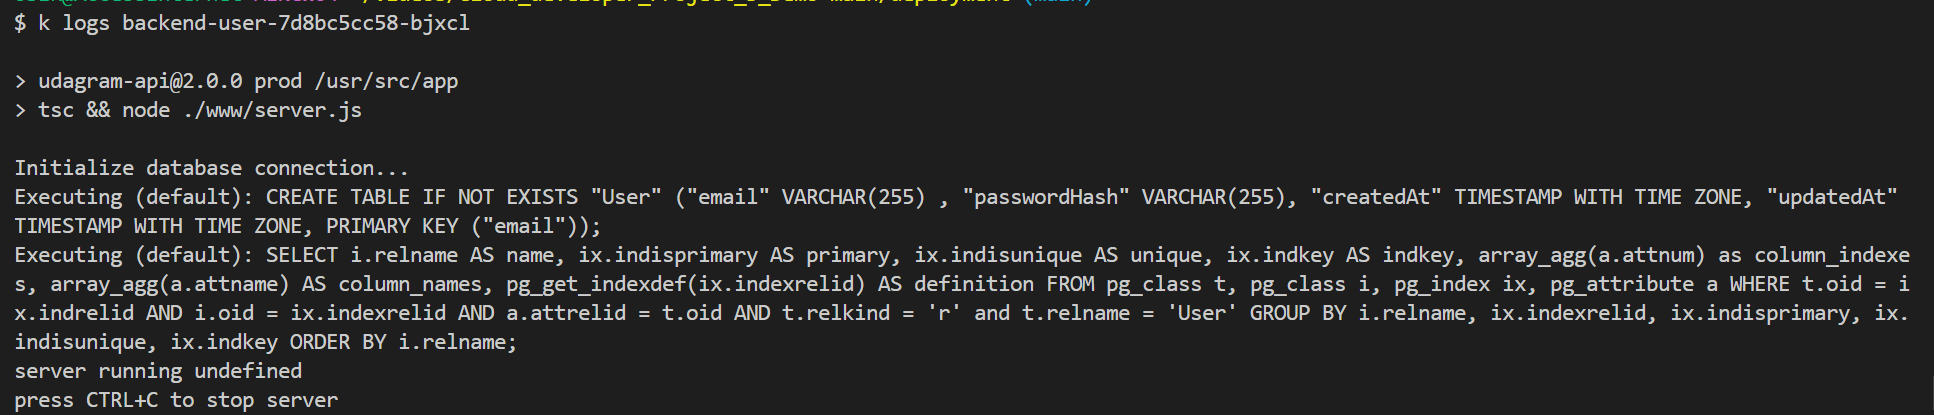 $ k logs backend-user-7d8bc5cc58-bjxcl
> udagram-api@2.0.0 prod /usr/src/app
> tsc && node ./www/server.js
Initialize database connection...
Executing (default): CREATE TABLE IF NOT EXISTS "User" ("email" VARCHAR(255) , "passwordHash" VARCHAR(255), "createdAt" TIMESTAMP WITH TIME ZONE, "updatedAt"
TIMESTAMP WITH TIME ZONE, PRIMARY KEY ("email"));
Executing (default): SELECT i.relname AS name, ix.indisprimary AS primary, ix.indisunique AS unique, ix.indkey AS indkey, array_agg(a.attnum) as column_indexe
s, array_agg(a.attname) AS column_names, pg_get_indexdef(ix.indexrelid) AS definition FROM pg_class t, pg_class i, pg_index ix, pg_attribute a WHERE t.oid = i
x.indrelid AND i.oid = ix.indexrelid AND a.attrelid = t.oid AND t.relkind = 'r' and t.relname = 'User' GROUP BY i.relname, ix.indexrelid, ix.indisprimary, ix.
indisunique, ix.indkey ORDER BY i.relname;
server running undefined
press CTRL+C to stop server